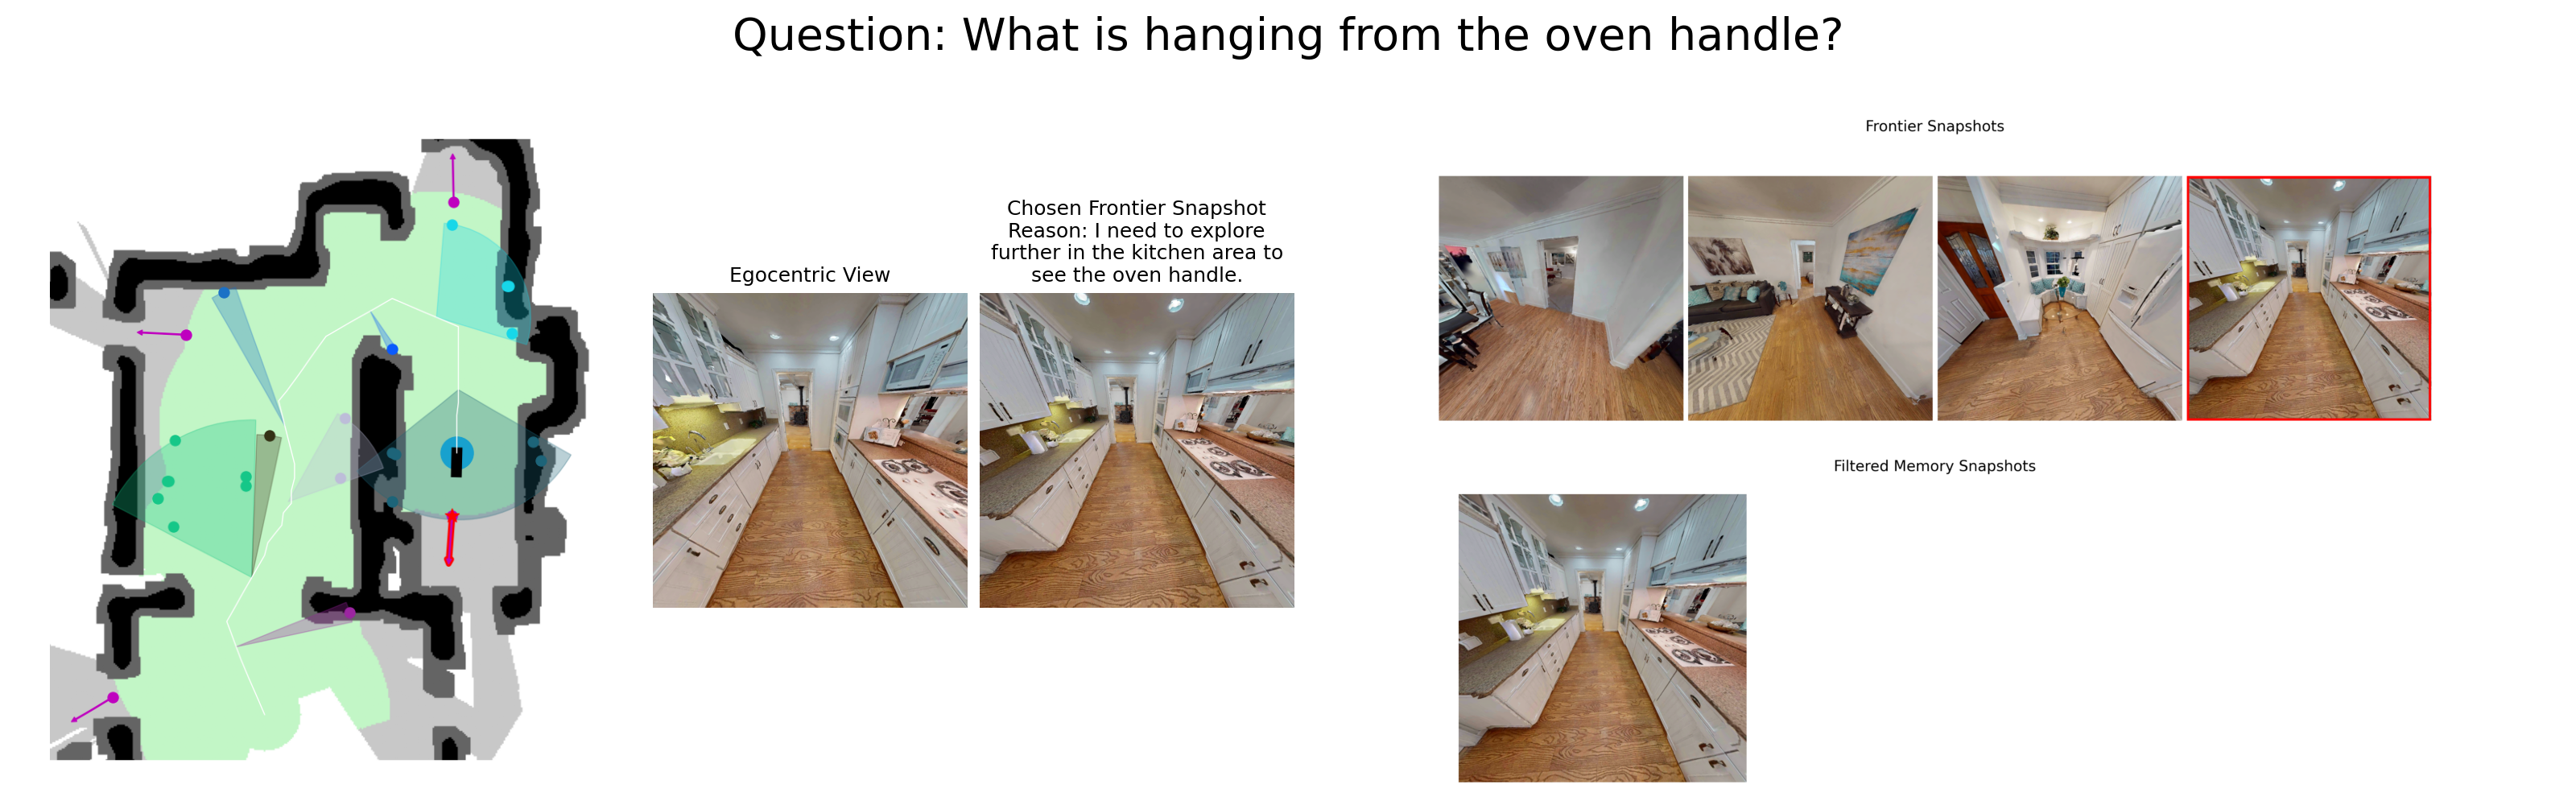 Question: What is hanging from the oven handle?
Frontier Snapshots
Chosen Frontier Snapshot
Reason: I need to explore
further in the kitchen area to
see the oven handle.
Egocentric View
Filtered Memory Snapshots